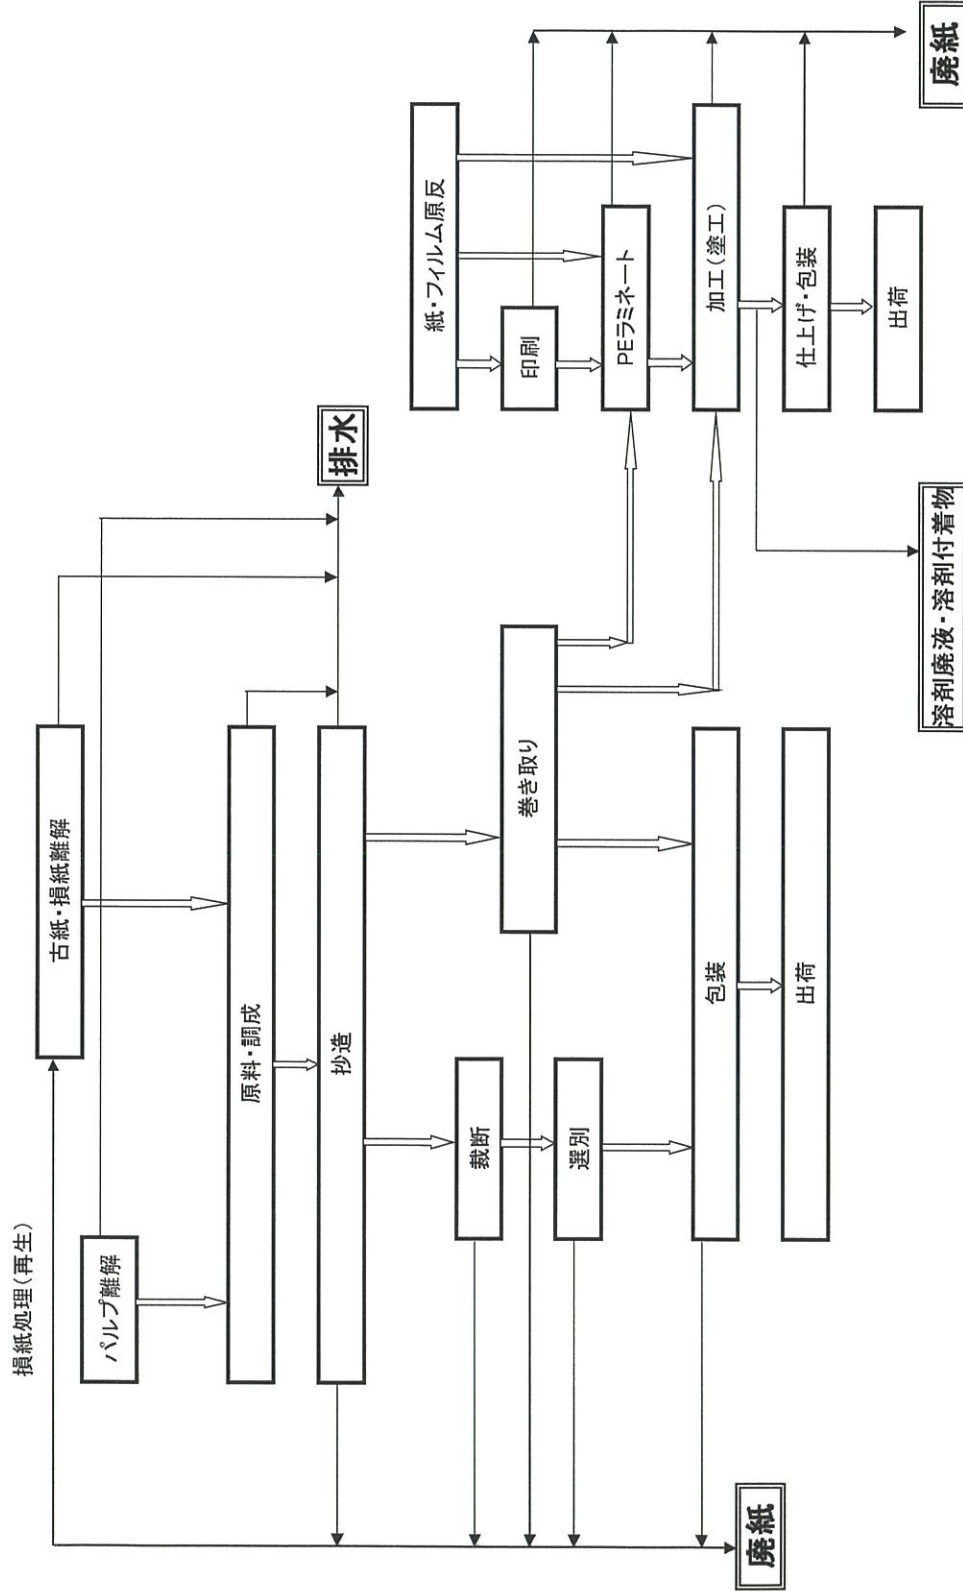 損紙処理(再生)
古紙・損紙離解
パルプ離解
原料・調成
抄造
排水
裁断
巻き取り
選別
包装
出荷
廃紙
紙・フィルム原反
印刷
PEラミネート
加工(塗工)
仕上げ・包装
出荷
溶剤廃液・溶剤付着物
廃紙